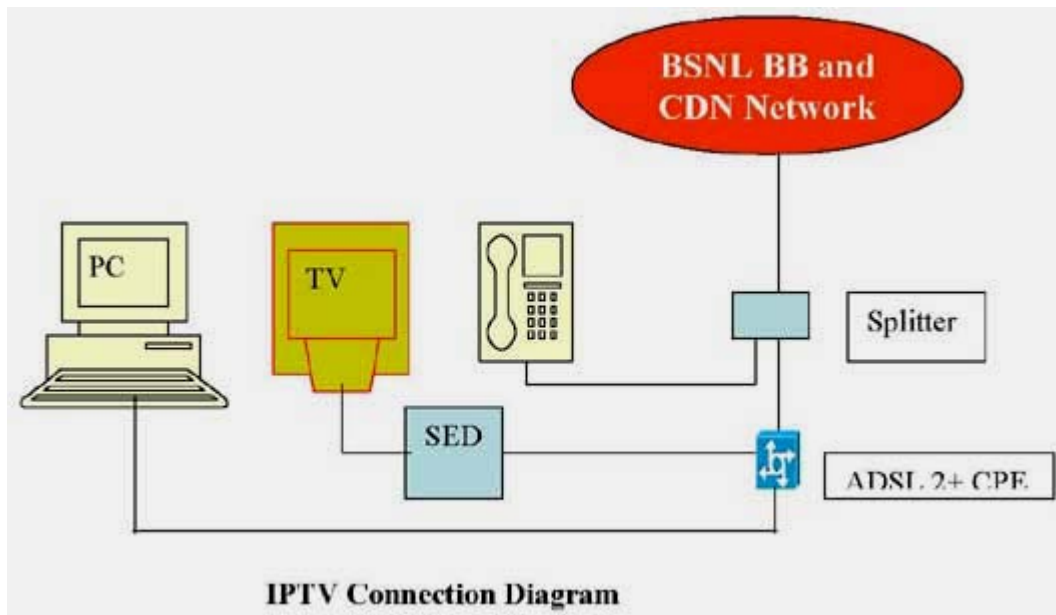 BSNL BB and
CDN Network
PC
TV
Splitter
SED
ADSL 2+ CPE
IPTV Connection Diagram